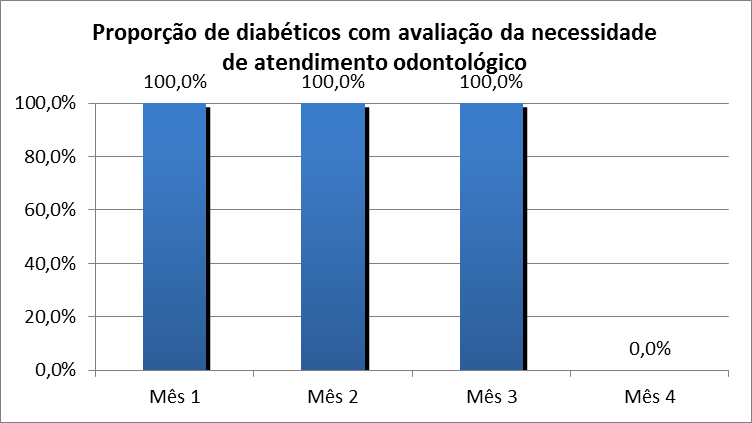 Proporção de diabéticos com avaliação da necessidade
de atendimento odontológico
100,0% 100,0% 100,0%
100,0%
80,0%
60,0%
40,0%
20,0%
0,0%
0,0%
Mês 1 Mês 2 Mês 3 Mês 4